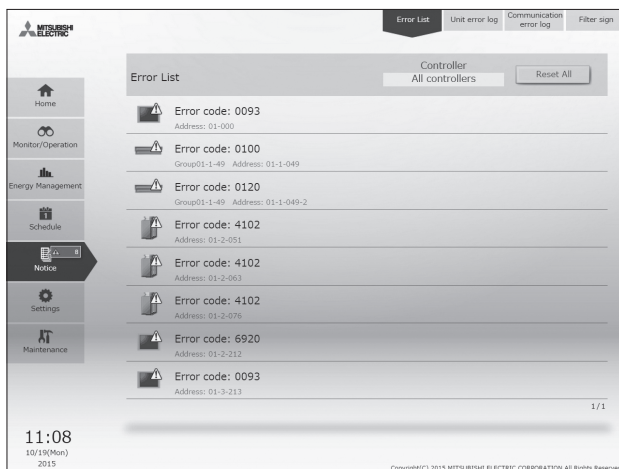 MITSUBISHI
ELECTRIC
Error List
Unit error log
Communication
error log
Filter sign
Error List
Controller
All controllers
Reset All
Home
Monitor/Operation
Energy Management
Schedule
1
8
Notice
Settings
Maintenance
Error code: 0093
Address: 01-000
Error code: 0100
Group01-1-49 Address: 01-1-049
Error code: 0120
Group01-1-49 Address: 01-1-049-2
Error code: 4102
Address: 01-2-051
Error code: 4102
Address: 01-2-063
Error code: 4102
Address: 01-2-076
Error code: 6920
Address: 01-2-212
Error code: 0093
Address: 01-3-213
1/1
11:08
10/19(Mon)
2015
Copyright(C) 2015 MITSUBISHI ELECTRIC CORPORATION All Rights Reserve